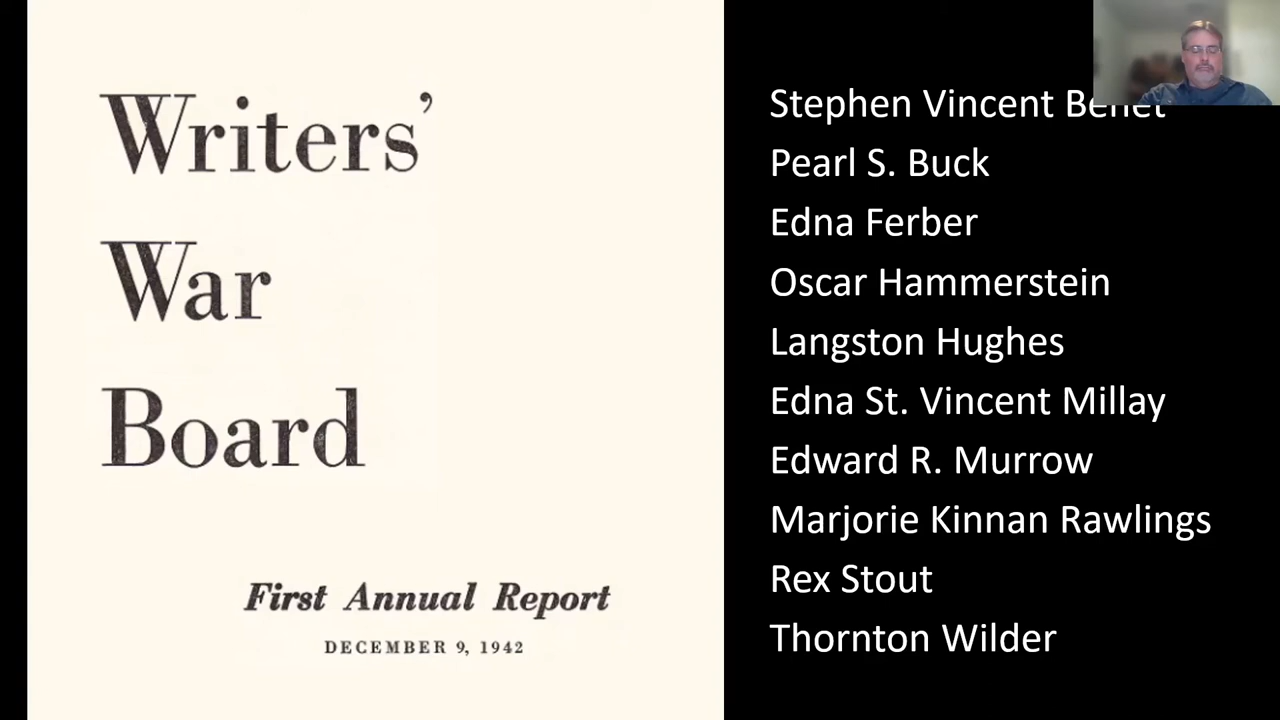 Writers’
War
Board
First Annual Report
DECEMBER 9, 1942
Stephen Vincent Benet
Pearl S. Buck
Edna Ferber
Oscar Hammerstein
Langston Hughes
Edna St. Vincent Millay
Edward R. Murrow
Marjorie Kinnan Rawlings
Rex Stout
Thornton Wilder